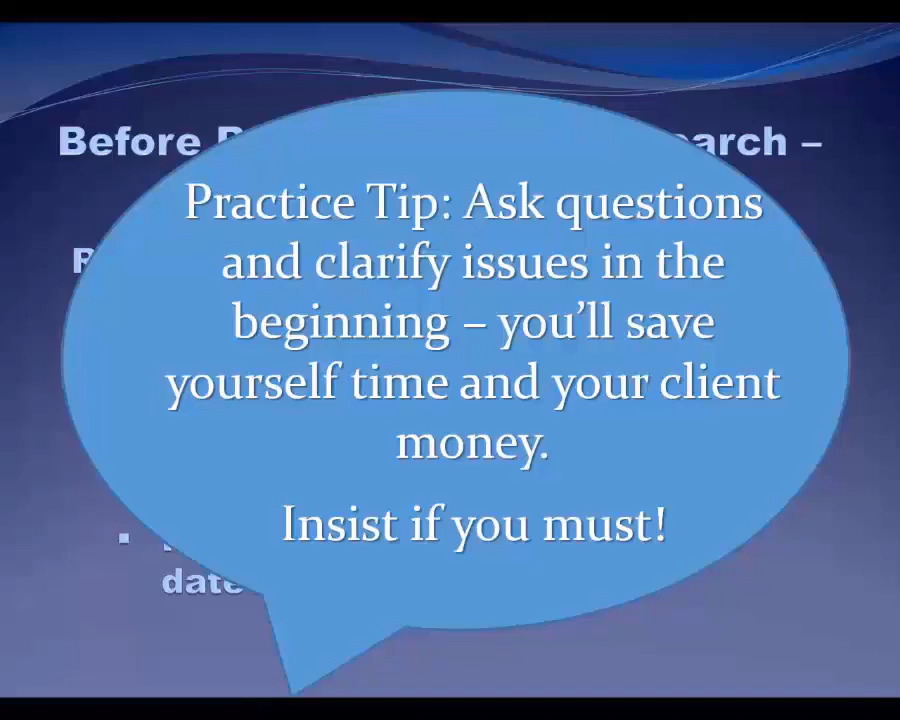 Before
Practice Tip: Ask questions
and clarify issues in the
beginning – you’ll save
yourself time and your client
money.
Insist if you must!
date